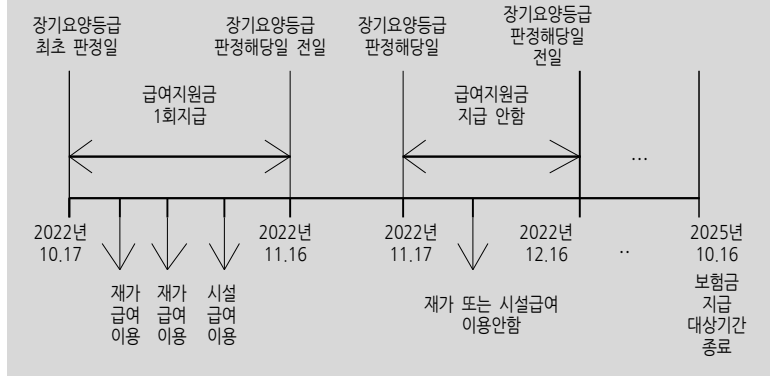 장기요양등급
최초 판정일
장기요양등급
판정해당일 전일
장기요양등급
판정해당일
장기요양등급
판정해당일
전일
급여지원금
1회지급
급여지원금
지급 안함
...
2022년
10.17
2022년
11.16
2022년
11.17
2022년
12.16
..
2025년
10.16
재가
급여
이용
재가
급여
이용
시설
급여
이용
재가 또는 시설급여
이용안함
보험금
지급
대상기간
종료